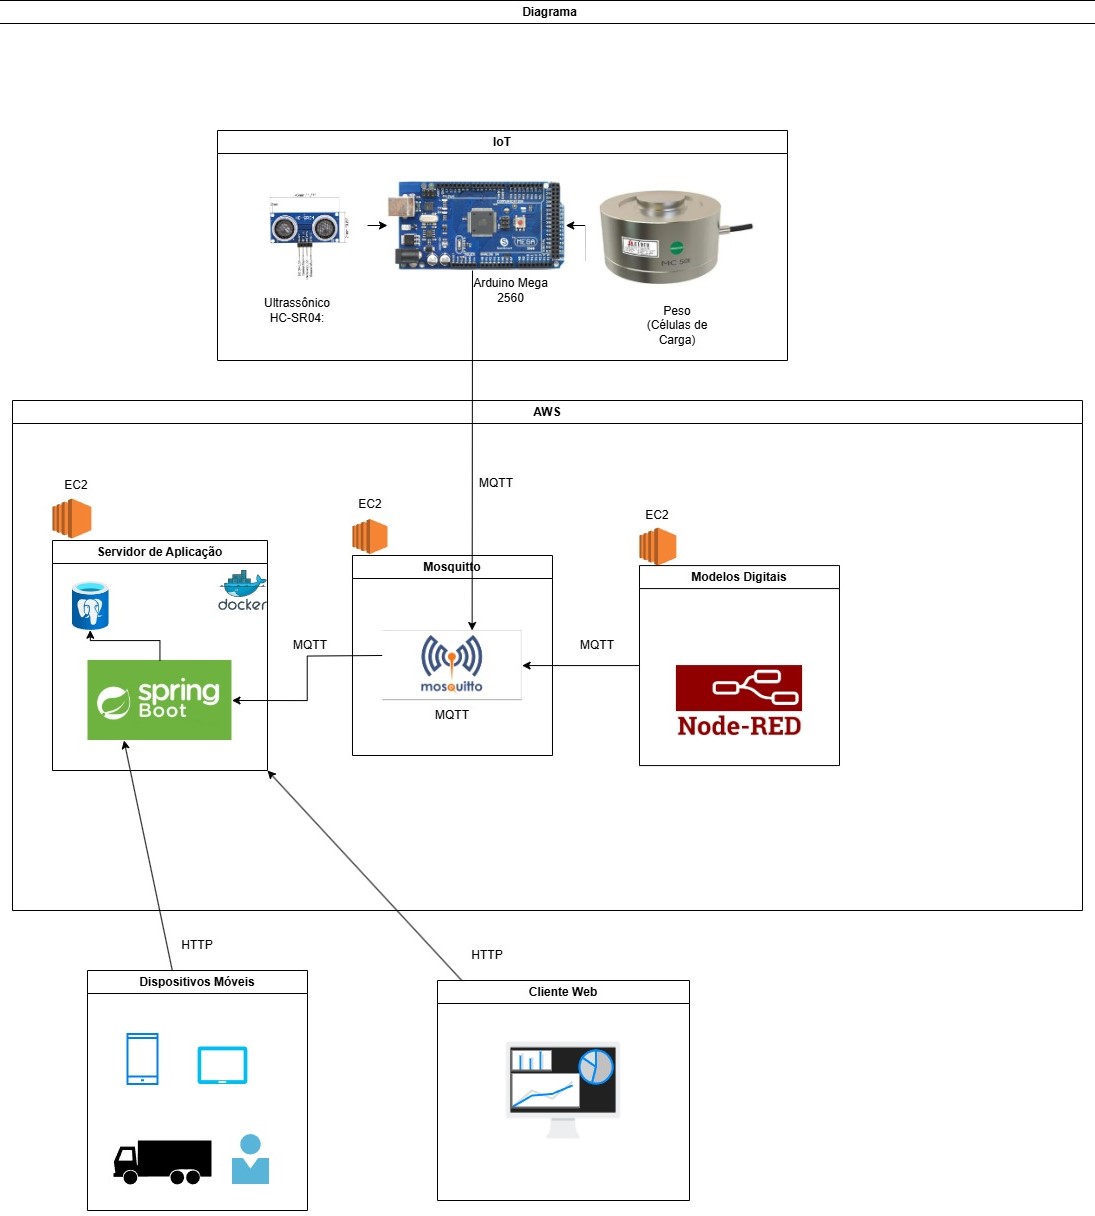 Diagrama
IoT
HC-SR04
MEGA
MC SOI
Ultrassônico
HC-SR04:
Arduino Mega
2560
Peso
(Células de
Carga)
AWS
MQTT
EC2
EC2
EC2
Servidor de Aplicação
docker
spring
Boot
MQTT
Mosquitto
mosquitto
MQTT
MQTT
Modelos Digitais
Node-RED
HTTP
HTTP
Dispositivos Móveis
Cliente Web